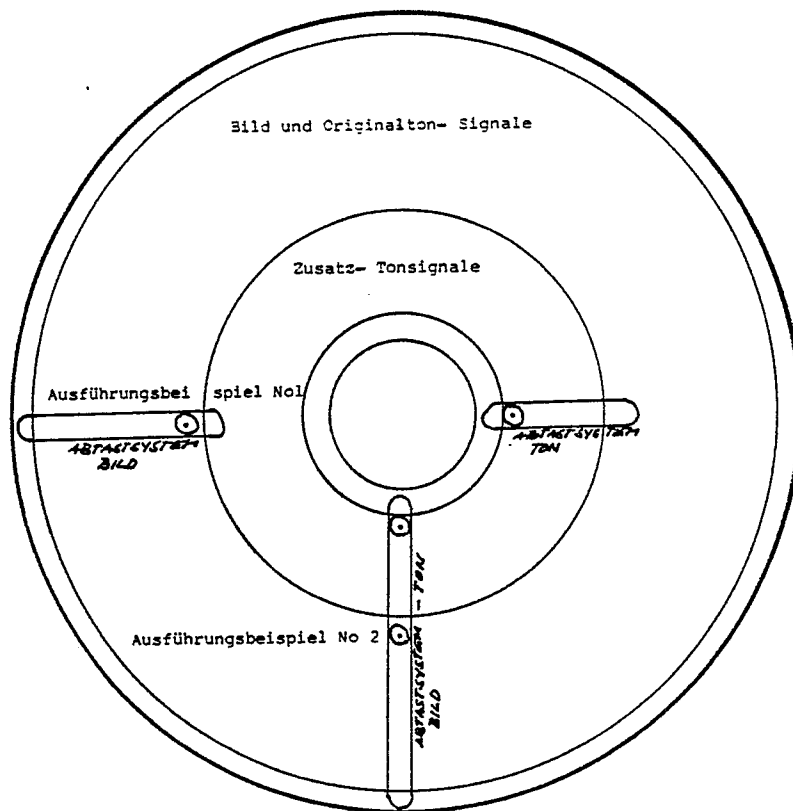 Bild und Originalton- Signale
Zusatz- Tonsignale
Ausführungsbei spiel No1
ABTASTSYSTEM
BILD
ABTASTSYSTEM
TON
Ausführungsbeispiel No 2
ABTASTSYSTEM - TON
BILD